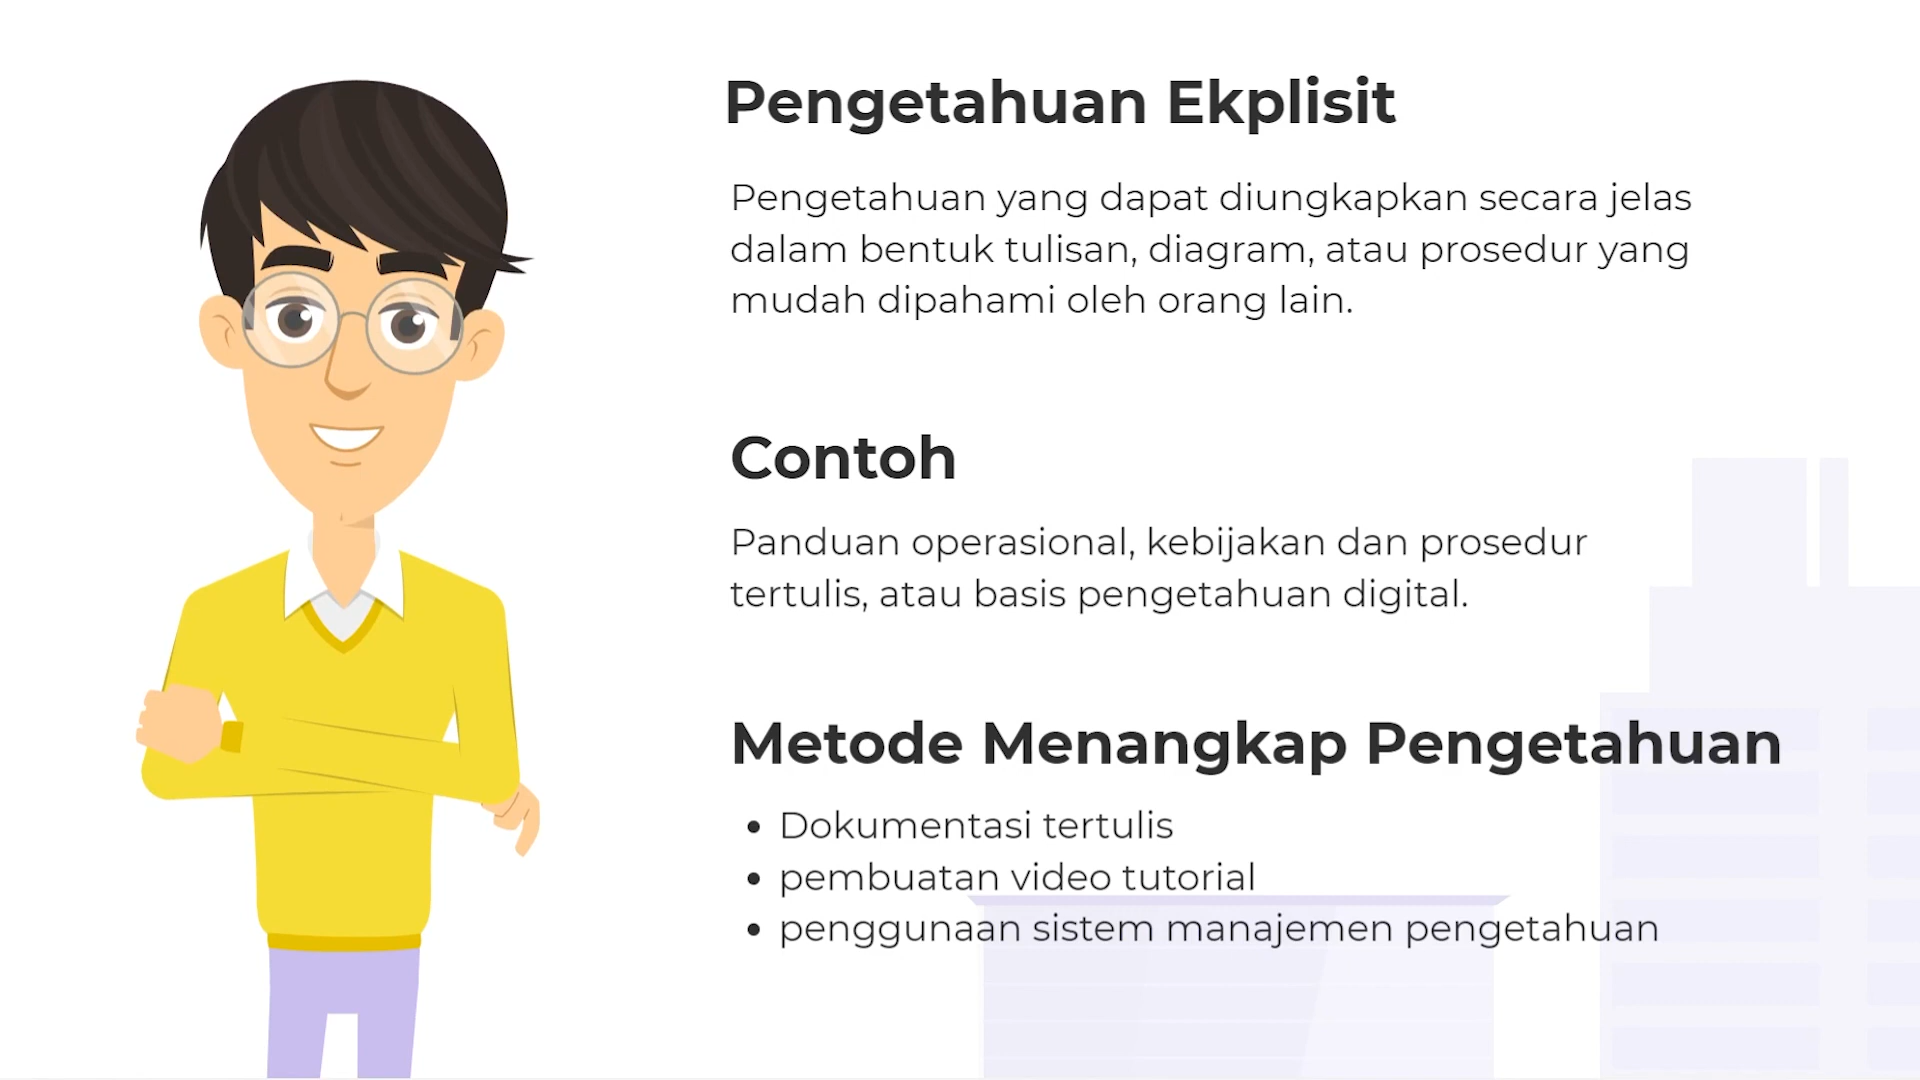 Pengetahuan Ekplisit
Pengetahuan yang dapat diungkapkan secara jelas
dalam bentuk tulisan, diagram, atau prosedur yang
mudah dipahami oleh orang lain.
Contoh
Panduan operasional, kebijakan dan prosedur
tertulis, atau basis pengetahuan digital.
Metode Menangkap Pengetahuan
• Dokumentasi tertulis
• pembuatan video tutorial
• penggunaan sistem manajemen pengetahuan